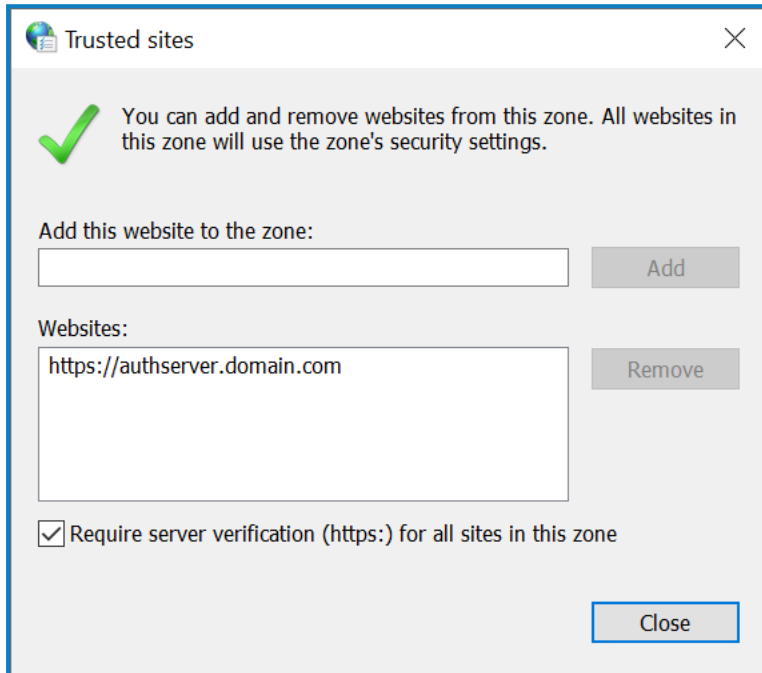 Trusted sites
You can add and remove websites from this zone. All websites in
this zone will use the zone's security settings.
Add this website to the zone:
Add
Websites:
https://authserver.domain.com
Remove
Require server verification (https:) for all sites in this zone
Close